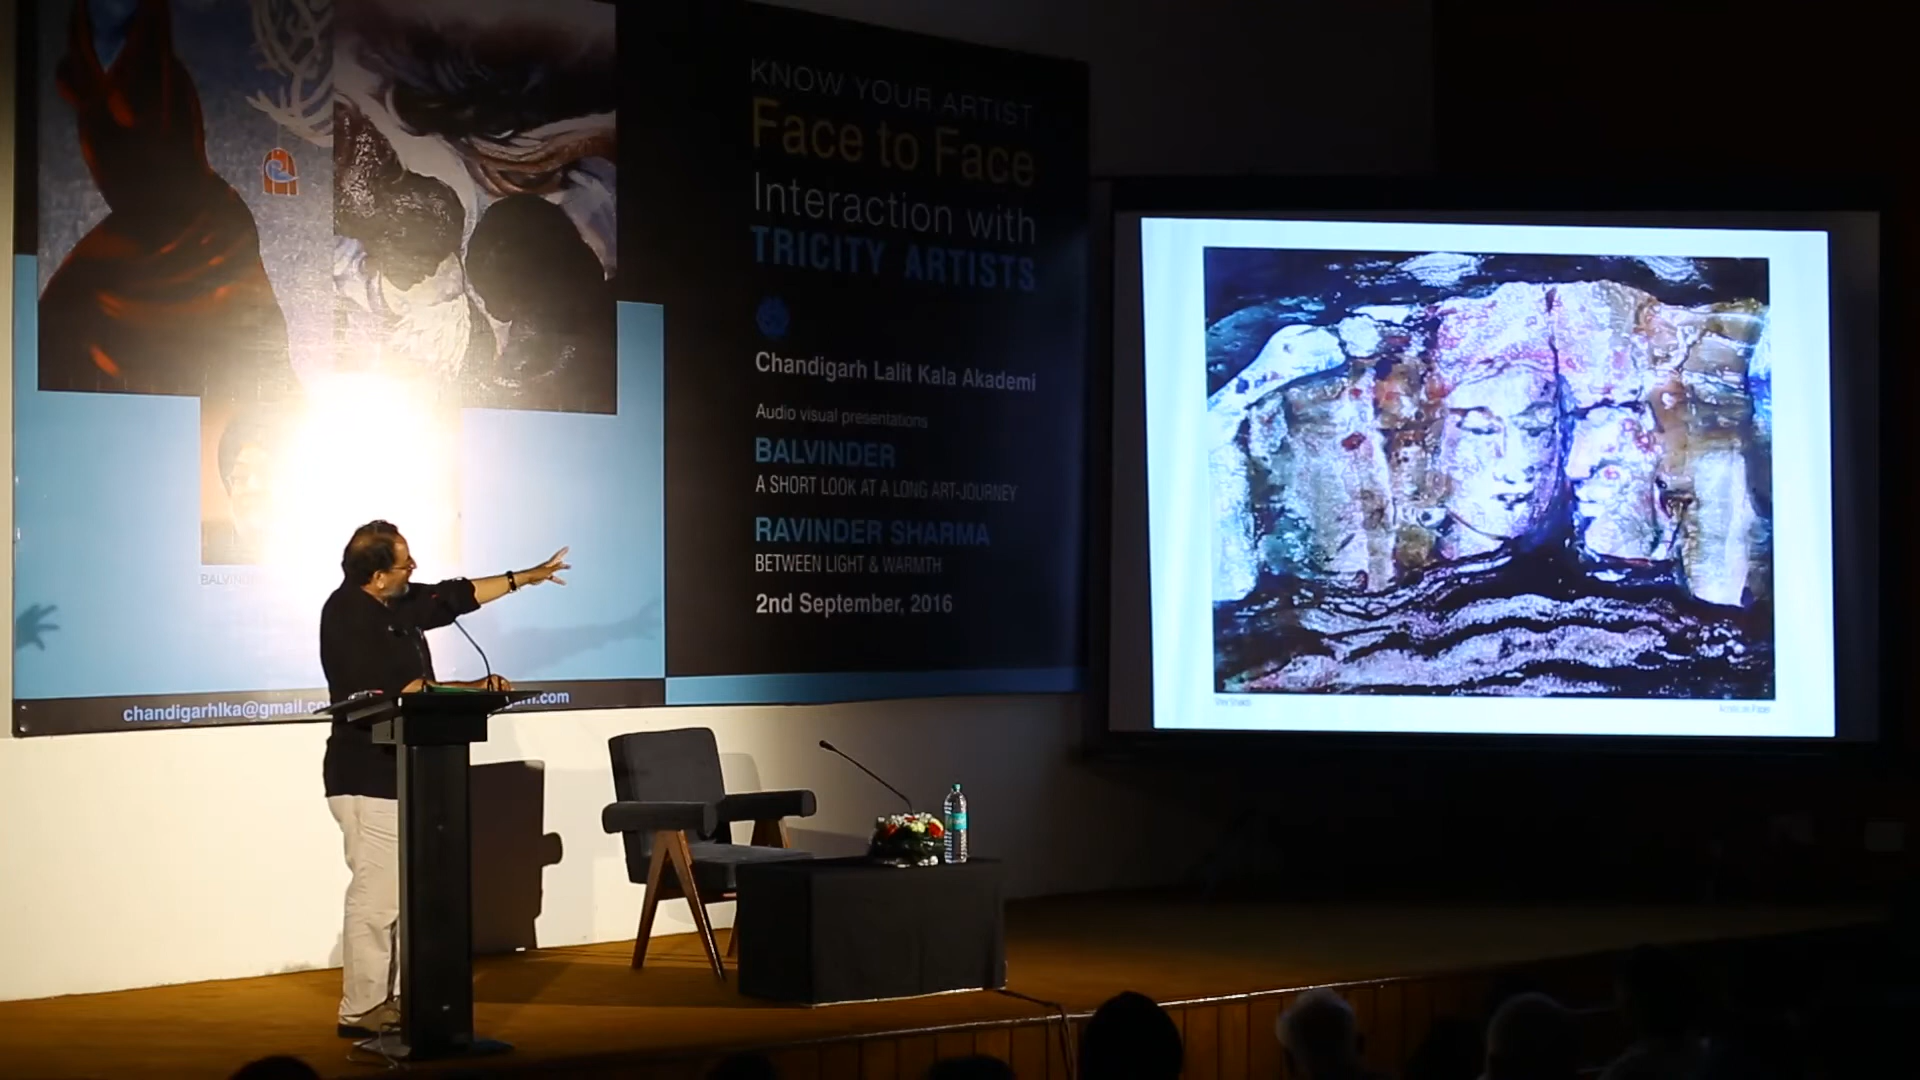 KNOW YOUR ARTIST
Face to Face
Interaction with
TRICITY ARTISTS
Chandigarh Lalit Kala Akademi
Audio visual presentations
BALVINDER
A SHORT LOOK AT A LONG ART-JOURNEY
RAVINDER SHARMA
BETWEEN LIGHT & WARMTH
2nd September, 2016
chandigarhlka@gmail.co